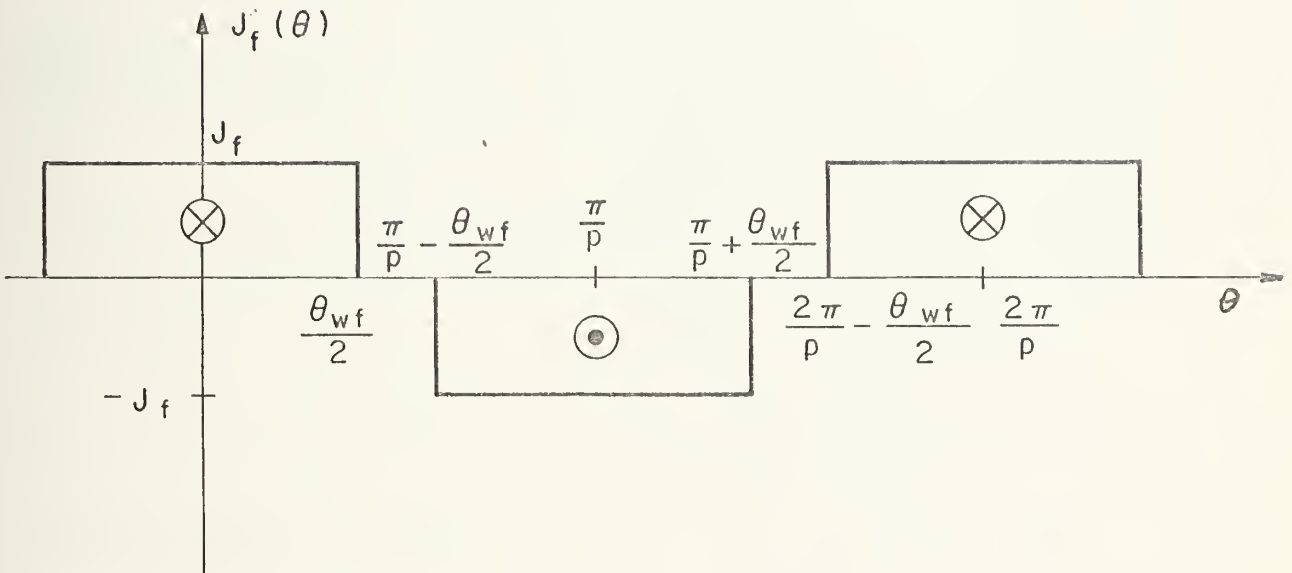 J_f (θ)
J_f
π/p - θ_wf/2
π/p
π/p + θ_wf/2
θ_wf/2
2π/p - θ_wf/2
2π/p
θ
- J_f